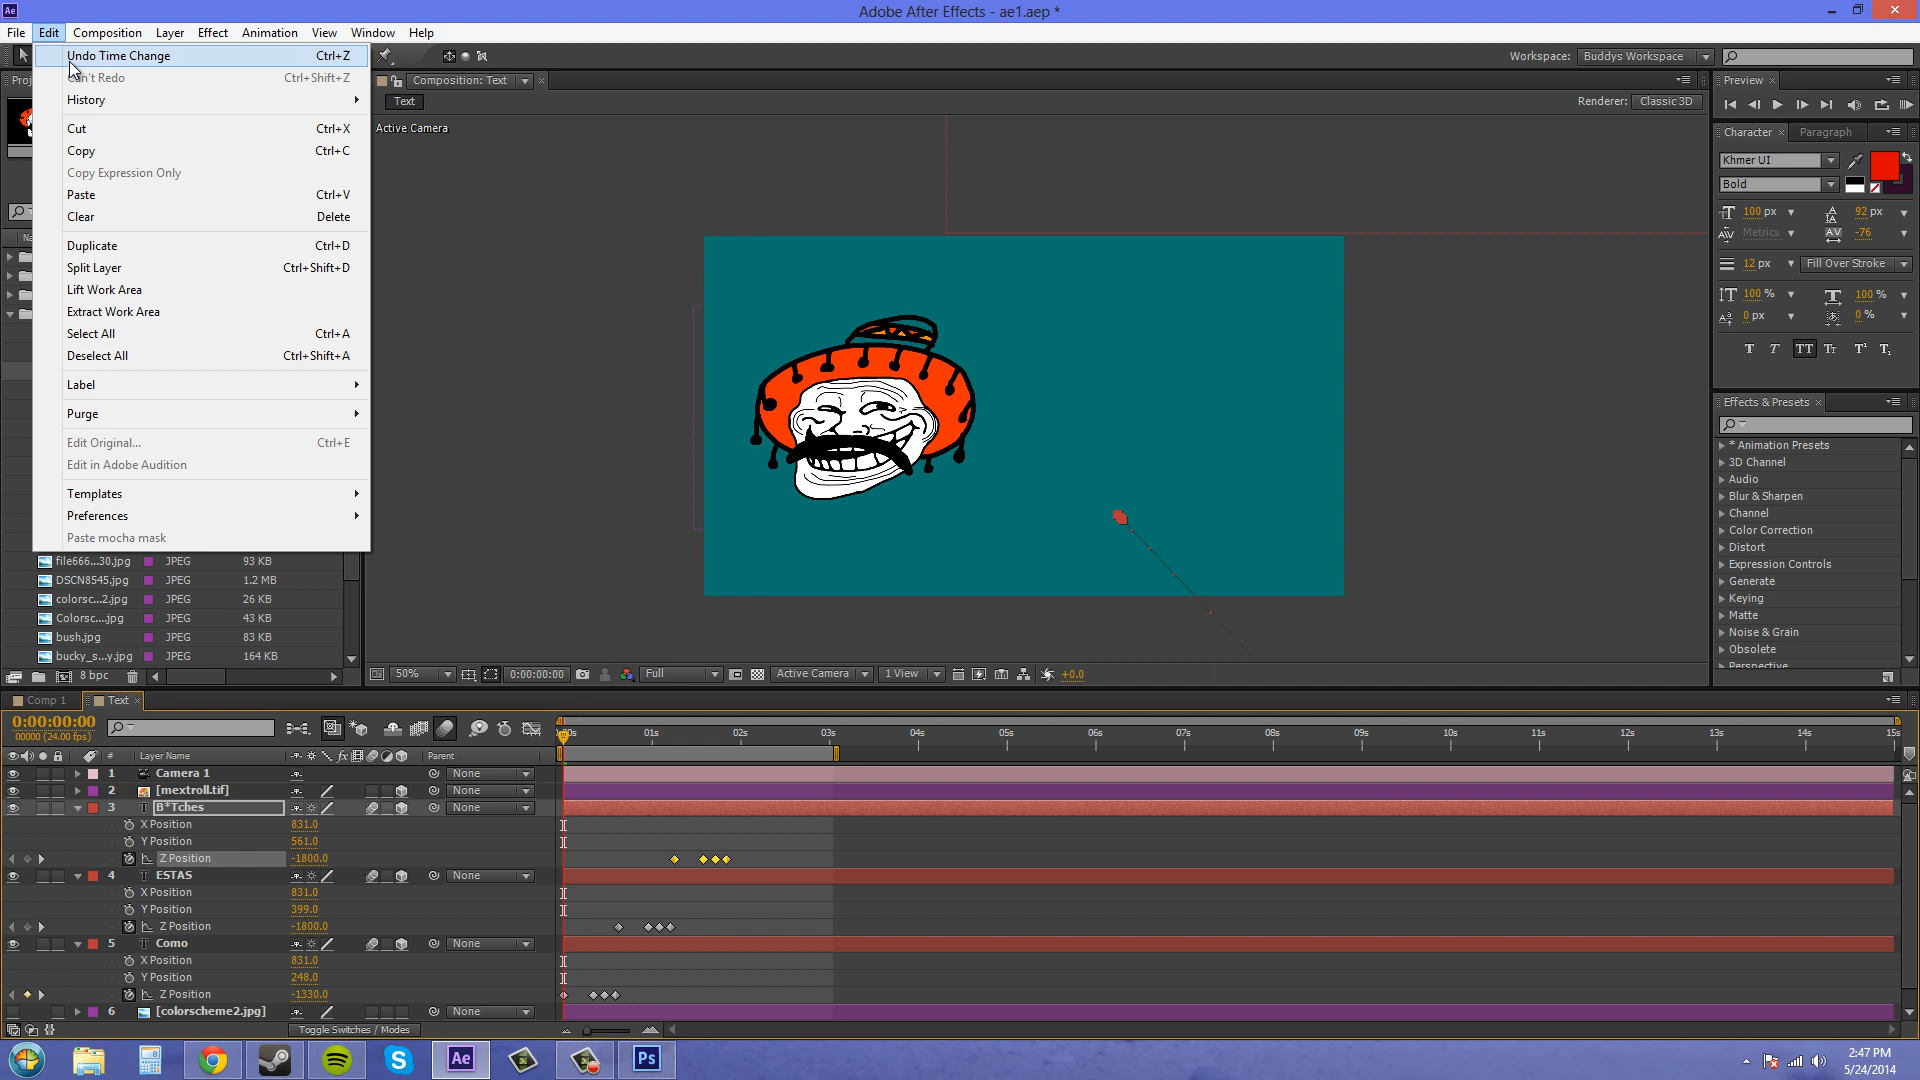 Adobe After Effects - ae1.aep *
File Edit Composition Layer Effect Animation View Window Help
Undo Time Change Ctrl+Z
Can't Redo Ctrl+Shift+Z
History
Cut Ctrl+X
Copy Ctrl+C
Copy Expression Only
Paste Ctrl+V
Clear Delete
Duplicate Ctrl+D
Split Layer Ctrl+Shift+D
Lift Work Area
Extract Work Area
Select All Ctrl+A
Deselect All Ctrl+Shift+A
Label
Purge
Edit Original... Ctrl+E
Edit in Adobe Audition
Templates
Preferences
Paste mocha mask
file666...30.jpg JPEG 93 KB
DSCN8545.jpg JPEG 1.2 MB
colorsc...2.jpg JPEG 26 KB
Colorsc....jpg JPEG 43 KB
bush.jpg JPEG 83 KB
bucky_s...y.jpg JPEG 164 KB
8 bpc
Composition: Text
Text
Renderer: Classic 3D
Active Camera
50% 0:00:00:00 Full Active Camera 1 View +0.0
Workspace: Buddys Workspace
Preview
Character Paragraph
Khmer UI
Bold
100 px 92 px
Metrics -76
12 px Fill Over Stroke
100 % 100 %
0 px 0 %
Effects & Presets
* Animation Presets
3D Channel
Audio
Blur & Sharpen
Channel
Color Correction
Distort
Expression Controls
Generate
Keying
Matte
Noise & Grain
Obsolete
Perspective
Comp 1 Text
0:00:00:00
00000 (24.00 fps)
01s 02s 03s 04s 05s 06s 07s 08s 09s 10s 11s 12s 13s 14s 15s
# Layer Name Parent
1 Camera 1 None
2 [mextroll.tif] None
3 B*Tches None
X Position 831.0
Y Position 561.0
Z Position -1800.0
4 ESTAS None
X Position 831.0
Y Position 399.0
Z Position -1800.0
5 Como None
X Position 831.0
Y Position 248.0
Z Position -1330.0
6 [colorscheme2.jpg] None
Toggle Switches / Modes
2:47 PM
5/24/2014